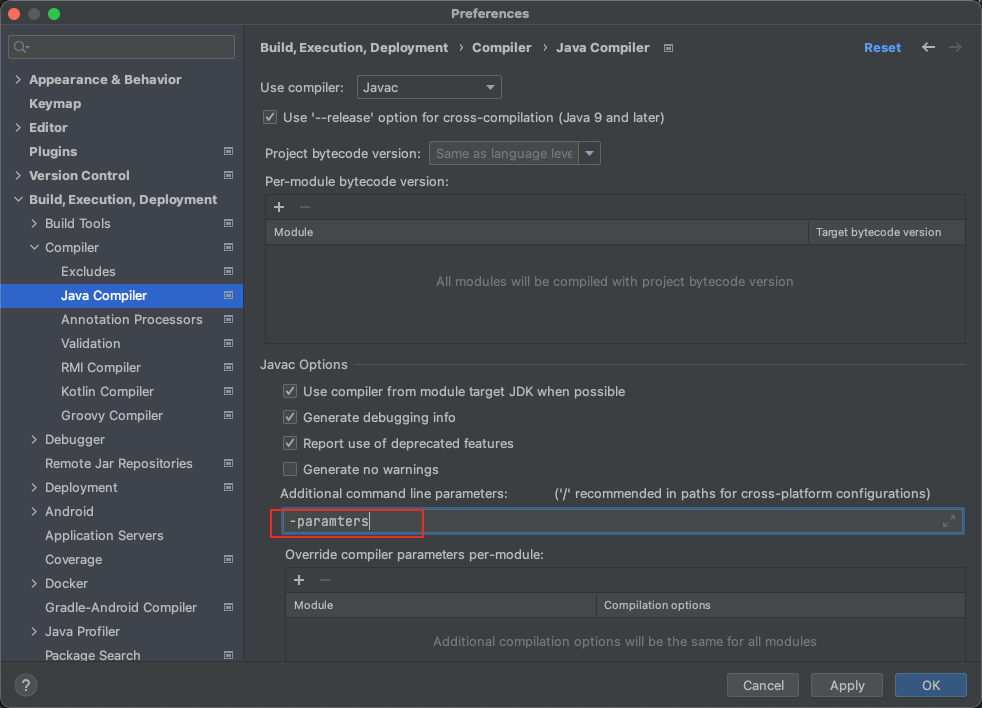 Preferences
Build, Execution, Deployment › Compiler › Java Compiler
Reset
Appearance & Behavior
Keymap
Editor
Plugins
Version Control
Build, Execution, Deployment
Build Tools
Compiler
Excludes
Java Compiler
Annotation Processors
Validation
RMI Compiler
Kotlin Compiler
Groovy Compiler
Debugger
Remote Jar Repositories
Deployment
Android
Application Servers
Coverage
Docker
Gradle-Android Compiler
Java Profiler
Package Search
Use compiler: Javac
Use '--release' option for cross-compilation (Java 9 and later)
Project bytecode version: Same as language leve
Per-module bytecode version:
+ −
Module Target bytecode version
All modules will be compiled with project bytecode version
Javac Options
Use compiler from module target JDK when possible
Generate debugging info
Report use of deprecated features
Generate no warnings
Additional command line parameters: ('/' recommended in paths for cross-platform configurations)
-paramters
Override compiler parameters per-module:
+ −
Module Compilation options
Additional compilation options will be the same for all modules
? Cancel Apply OK